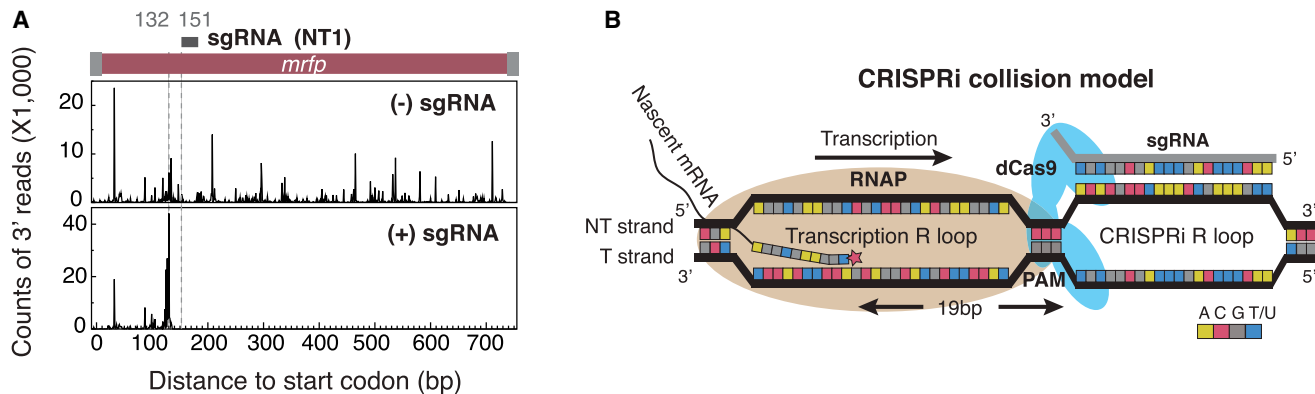 A
132 151
sgRNA (NT1)
mrfp
Counts of 3' reads (X1,000)
20
10
0
(-) sgRNA
40
20
0
(+) sgRNA
0 100 200 300 400 500 600 700
Distance to start codon (bp)
B
CRISPRi collision model
Nascent mRNA
Transcription
RNAP
dCas9
3'
sgRNA
5'
5'
NT strand
T strand
3'
Transcription R loop
CRISPRi R loop
3'
5'
PAM
19bp
A C G T/U